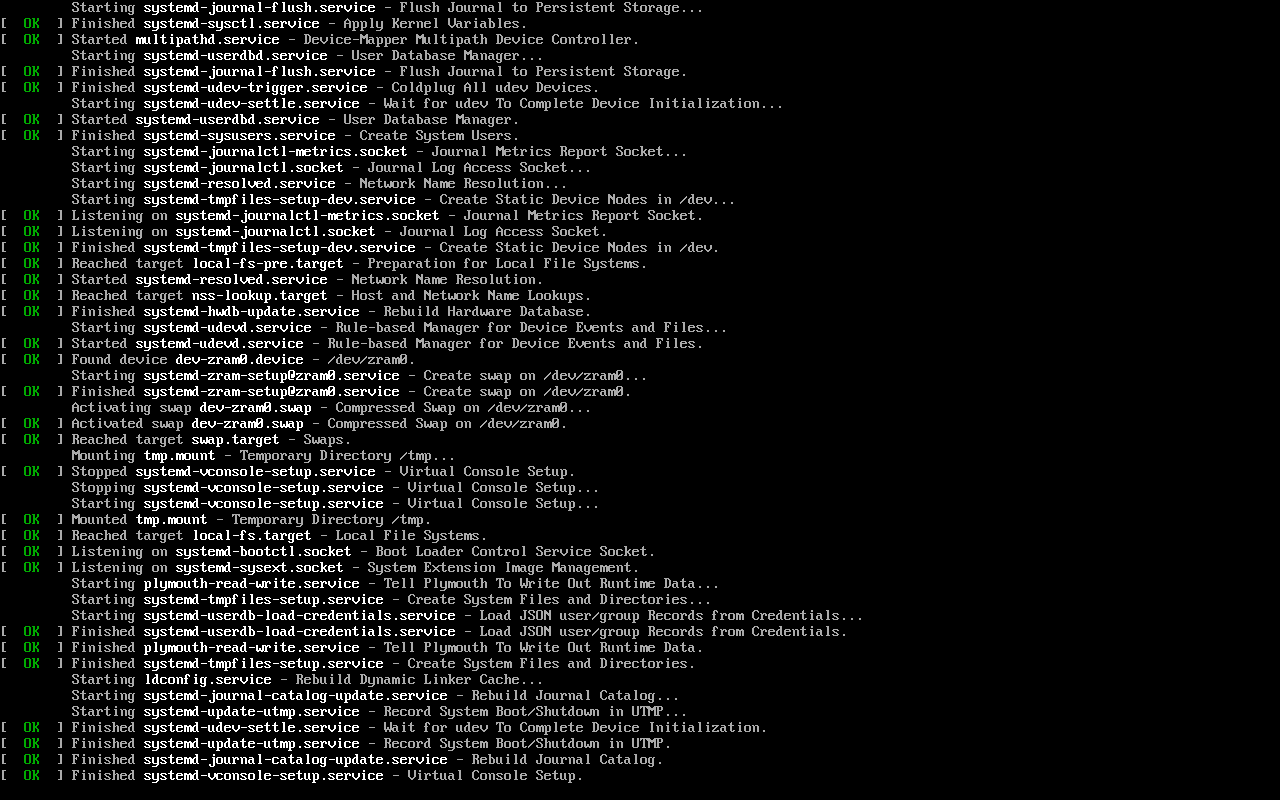 Starting systemd-journal-flush.service - Flush Journal to Persistent Storage...
[  OK  ] Finished systemd-sysctl.service - Apply Kernel Variables.
[  OK  ] Started multipathd.service - Device-Mapper Multipath Device Controller.
Starting systemd-userdbd.service - User Database Manager...
[  OK  ] Finished systemd-journal-flush.service - Flush Journal to Persistent Storage.
[  OK  ] Finished systemd-udev-trigger.service - Coldplug All udev Devices.
Starting systemd-udev-settle.service - Wait for udev To Complete Device Initialization...
[  OK  ] Started systemd-userdbd.service - User Database Manager.
[  OK  ] Finished systemd-sysusers.service - Create System Users.
Starting systemd-journalctl-metrics.socket - Journal Metrics Report Socket...
Starting systemd-journalctl.socket - Journal Log Access Socket...
Starting systemd-resolved.service - Network Name Resolution...
Starting systemd-tmpfiles-setup-dev.service - Create Static Device Nodes in /dev...
[  OK  ] Listening on systemd-journalctl-metrics.socket - Journal Metrics Report Socket.
[  OK  ] Listening on systemd-journalctl.socket - Journal Log Access Socket.
[  OK  ] Finished systemd-tmpfiles-setup-dev.service - Create Static Device Nodes in /dev.
[  OK  ] Reached target local-fs-pre.target - Preparation for Local File Systems.
[  OK  ] Started systemd-resolved.service - Network Name Resolution.
[  OK  ] Reached target nss-lookup.target - Host and Network Name Lookups.
[  OK  ] Finished systemd-hwdb-update.service - Rebuild Hardware Database.
Starting systemd-udevd.service - Rule-based Manager for Device Events and Files...
[  OK  ] Started systemd-udevd.service - Rule-based Manager for Device Events and Files.
[  OK  ] Found device dev-zram0.device - /dev/zram0.
Starting systemd-zram-setup@zram0.service - Create swap on /dev/zram0...
[  OK  ] Finished systemd-zram-setup@zram0.service - Create swap on /dev/zram0.
Activating swap dev-zram0.swap - Compressed Swap on /dev/zram0...
[  OK  ] Activated swap dev-zram0.swap - Compressed Swap on /dev/zram0.
[  OK  ] Reached target swap.target - Swaps.
Mounting tmp.mount - Temporary Directory /tmp...
[  OK  ] Stopped systemd-vconsole-setup.service - Virtual Console Setup.
Stopping systemd-vconsole-setup.service - Virtual Console Setup...
Starting systemd-vconsole-setup.service - Virtual Console Setup...
[  OK  ] Mounted tmp.mount - Temporary Directory /tmp.
[  OK  ] Reached target local-fs.target - Local File Systems.
[  OK  ] Listening on systemd-bootctl.socket - Boot Loader Control Service Socket.
[  OK  ] Listening on systemd-sysext.socket - System Extension Image Management.
Starting plymouth-read-write.service - Tell Plymouth To Write Out Runtime Data...
Starting systemd-tmpfiles-setup.service - Create System Files and Directories...
Starting systemd-userdb-load-credentials.service - Load JSON user/group Records from Credentials...
[  OK  ] Finished systemd-userdb-load-credentials.service - Load JSON user/group Records from Credentials.
[  OK  ] Finished plymouth-read-write.service - Tell Plymouth To Write Out Runtime Data.
[  OK  ] Finished systemd-tmpfiles-setup.service - Create System Files and Directories.
Starting ldconfig.service - Rebuild Dynamic Linker Cache...
Starting systemd-journal-catalog-update.service - Rebuild Journal Catalog...
Starting systemd-update-utmp.service - Record System Boot/Shutdown in UTMP...
[  OK  ] Finished systemd-udev-settle.service - Wait for udev To Complete Device Initialization.
[  OK  ] Finished systemd-update-utmp.service - Record System Boot/Shutdown in UTMP.
[  OK  ] Finished systemd-journal-catalog-update.service - Rebuild Journal Catalog.
[  OK  ] Finished systemd-vconsole-setup.service - Virtual Console Setup.